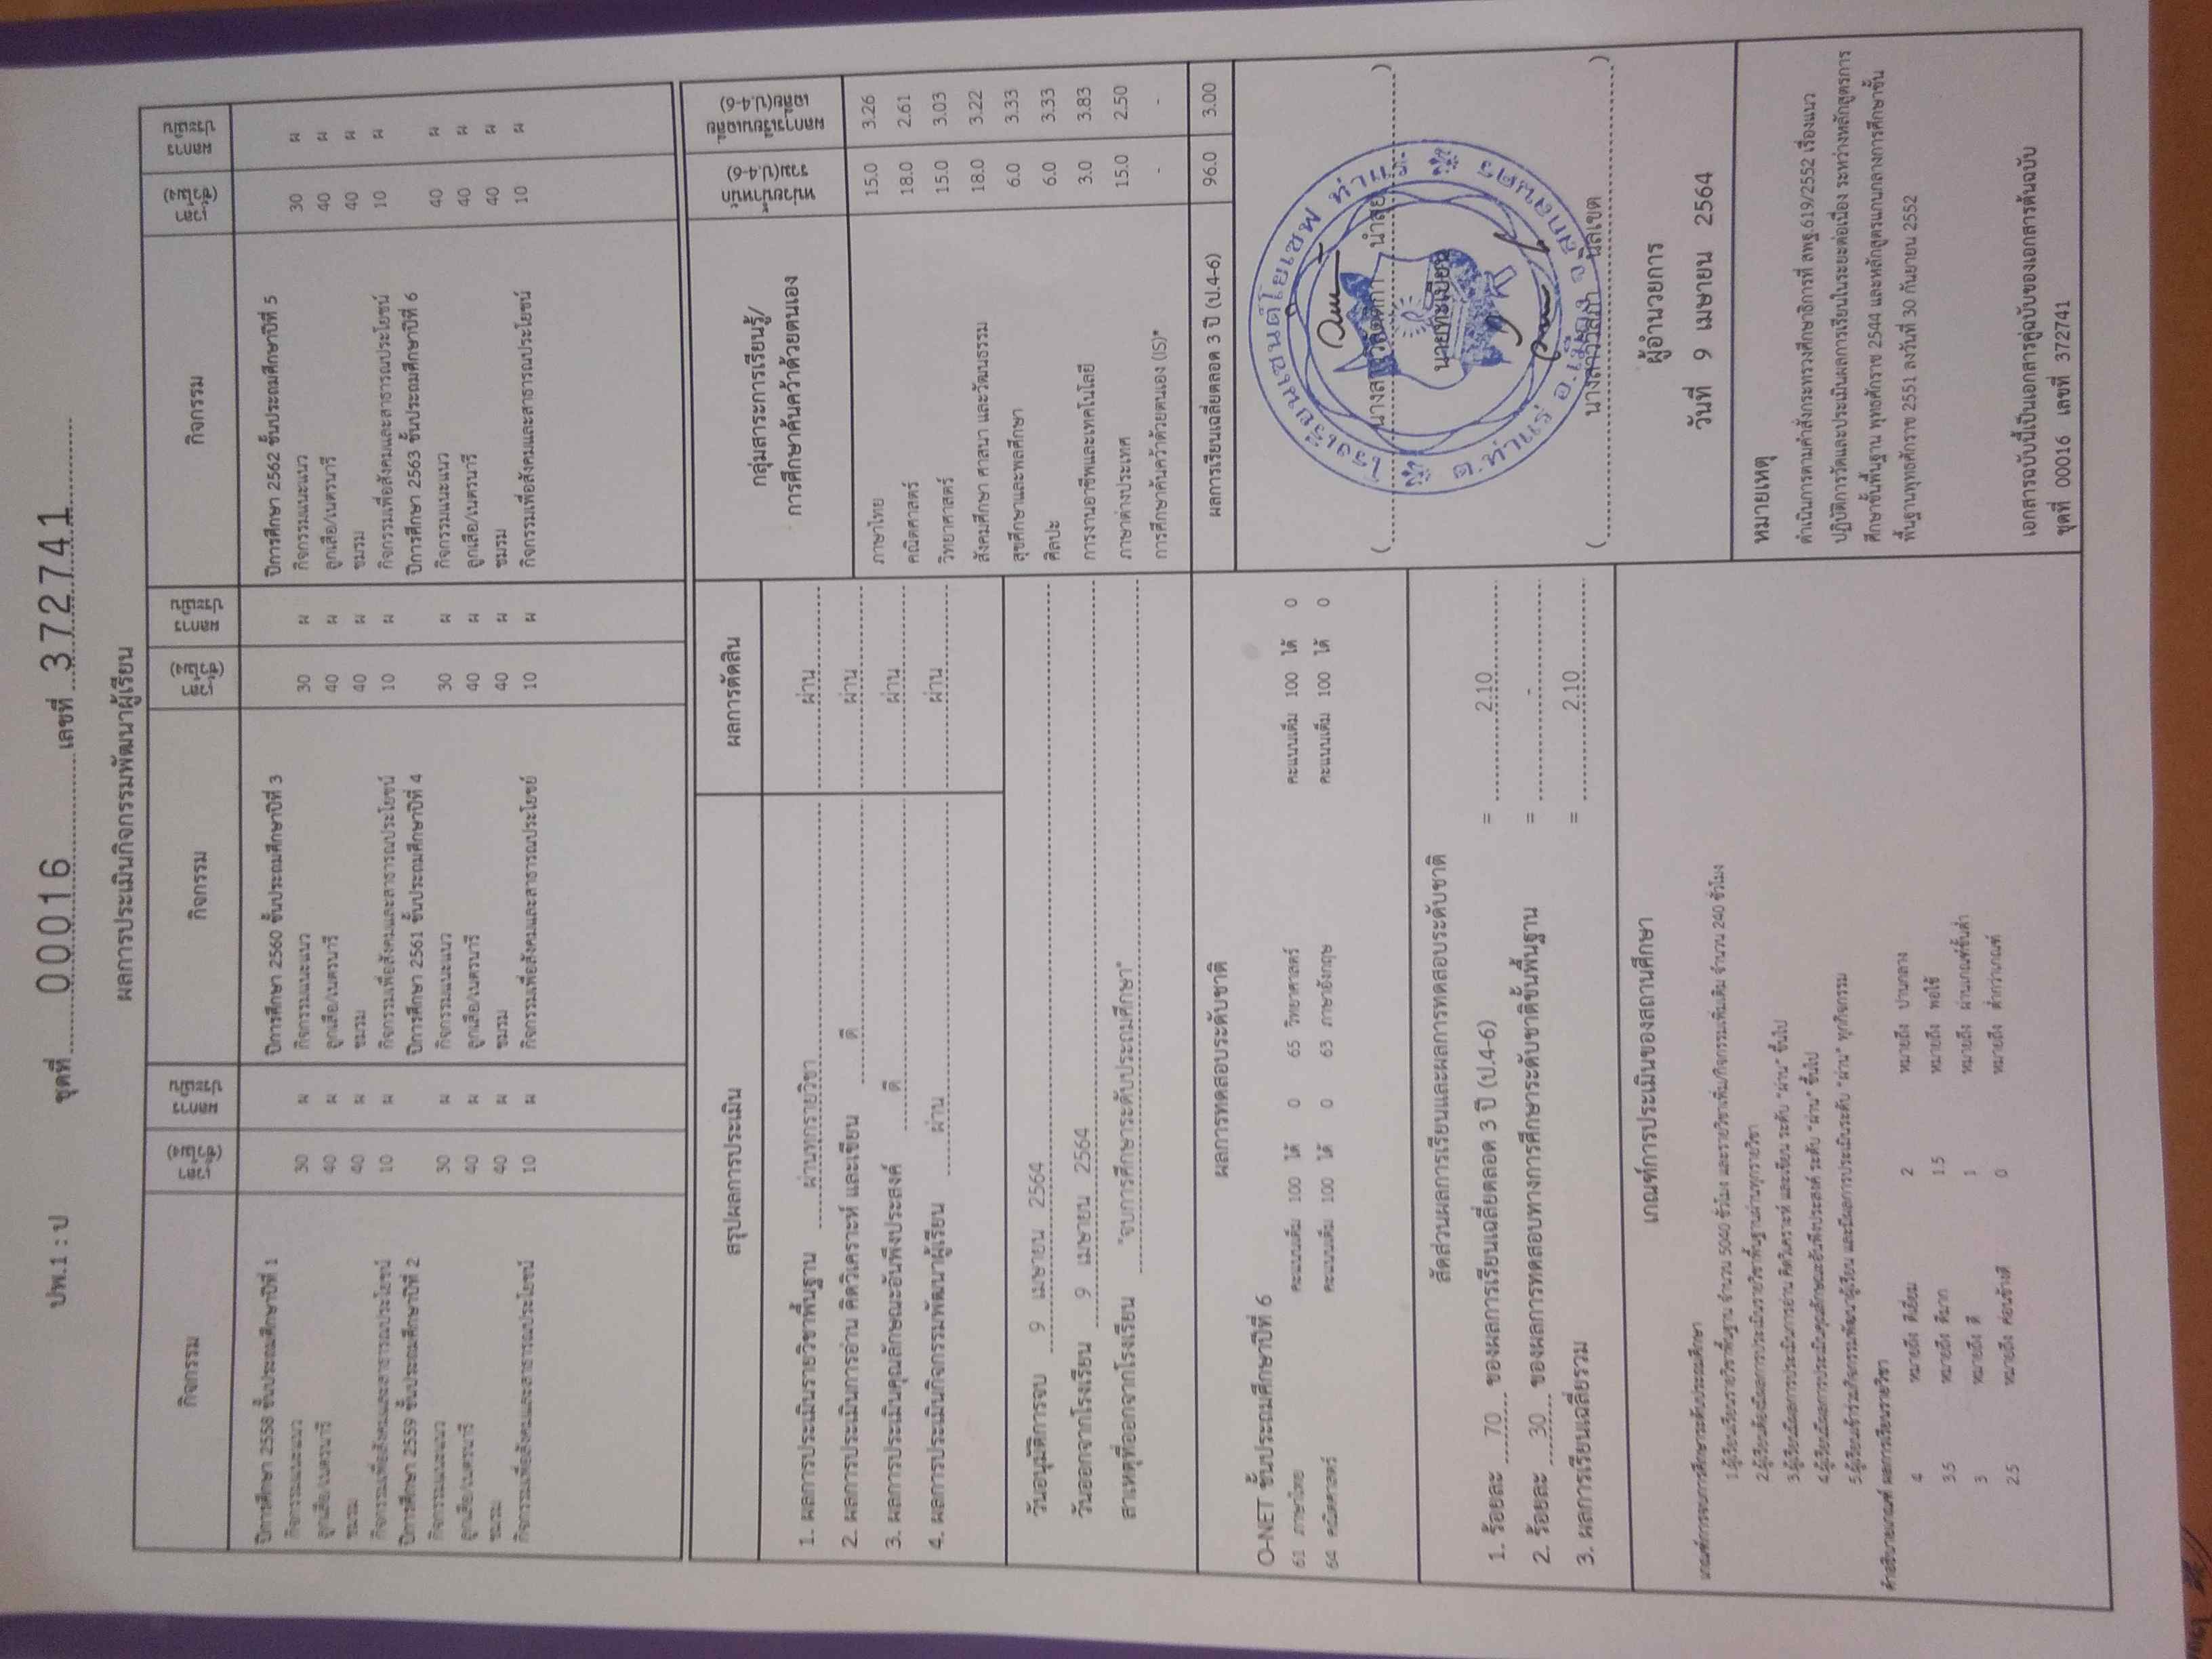 ปพ.1 : ป ชุดที่ 00016 เลขที่ 372741
ผลการประเมินกิจกรรมพัฒนาผู้เรียน
กิจกรรม เวลา (ชั่วโมง) ผลการประเมิน กิจกรรม เวลา (ชั่วโมง) ผลการประเมิน กิจกรรม เวลา (ชั่วโมง) ผลการประเมิน
ปีการศึกษา 2558 ชั้นประถมศึกษาปีที่ 1 ปีการศึกษา 2560 ชั้นประถมศึกษาปีที่ 3 ปีการศึกษา 2562 ชั้นประถมศึกษาปีที่ 5
กิจกรรมแนะแนว 30 ผ กิจกรรมแนะแนว 30 ผ กิจกรรมแนะแนว 30 ผ
ลูกเสือ/เนตรนารี 40 ผ ลูกเสือ/เนตรนารี 40 ผ ลูกเสือ/เนตรนารี 40 ผ
ชมรม 40 ผ ชมรม 40 ผ ชมรม 40 ผ
กิจกรรมเพื่อสังคมและสาธารณประโยชน์ 10 ผ กิจกรรมเพื่อสังคมและสาธารณประโยชน์ 10 ผ กิจกรรมเพื่อสังคมและสาธารณประโยชน์ 10 ผ
ปีการศึกษา 2559 ชั้นประถมศึกษาปีที่ 2 ปีการศึกษา 2561 ชั้นประถมศึกษาปีที่ 4 ปีการศึกษา 2563 ชั้นประถมศึกษาปีที่ 6
กิจกรรมแนะแนว 30 ผ กิจกรรมแนะแนว 30 ผ กิจกรรมแนะแนว 40 ผ
ลูกเสือ/เนตรนารี 40 ผ ลูกเสือ/เนตรนารี 40 ผ ลูกเสือ/เนตรนารี 40 ผ
ชมรม 40 ผ ชมรม 40 ผ ชมรม 40 ผ
กิจกรรมเพื่อสังคมและสาธารณประโยชน์ 10 ผ กิจกรรมเพื่อสังคมและสาธารณประโยชน์ 10 ผ กิจกรรมเพื่อสังคมและสาธารณประโยชน์ 10 ผ
สรุปผลการประเมิน ผลการตัดสิน
1. ผลการประเมินรายวิชาพื้นฐาน ผ่านทุกรายวิชา ผ่าน
2. ผลการประเมินการอ่าน คิดวิเคราะห์ และเขียน ดี ผ่าน
3. ผลการประเมินคุณลักษณะอันพึงประสงค์ ดี ผ่าน
4. ผลการประเมินกิจกรรมพัฒนาผู้เรียน ผ่าน ผ่าน
วันอนุมัติการจบ 9 เมษายน 2564
วันออกจากโรงเรียน 9 เมษายน 2564
สาเหตุที่ออกจากโรงเรียน "จบการศึกษาระดับประถมศึกษา"
กลุ่มสาระการเรียนรู้/
การศึกษาค้นคว้าด้วยตนเอง
หน่วยน้ำหนัก
รวม(ป.4-6)
ผลการเรียนเฉลี่ย
เฉลี่ย(ป.4-6)
ภาษาไทย 15.0 3.26
คณิตศาสตร์ 18.0 2.61
วิทยาศาสตร์ 15.0 3.03
สังคมศึกษา ศาสนา และวัฒนธรรม 18.0 3.22
สุขศึกษาและพลศึกษา 6.0 3.33
ศิลปะ 6.0 3.33
การงานอาชีพและเทคโนโลยี 3.0 3.83
ภาษาต่างประเทศ 15.0 2.50
การศึกษาค้นคว้าด้วยตนเอง (IS)* - -
ผลการเรียนเฉลี่ยตลอด 3 ปี (ป.4-6) 96.0 3.00
ผลการทดสอบระดับชาติ
O-NET ชั้นประถมศึกษาปีที่ 6
61 ภาษาไทย คะแนนเต็ม 100 ได้ 0 65 วิทยาศาสตร์ คะแนนเต็ม 100 ได้ 0
64 คณิตศาสตร์ คะแนนเต็ม 100 ได้ 0 63 ภาษาอังกฤษ คะแนนเต็ม 100 ได้ 0
สัดส่วนผลการเรียนและผลการทดสอบระดับชาติ
1. ร้อยละ 70 ของผลการเรียนเฉลี่ยตลอด 3 ปี (ป.4-6) = 2.10
2. ร้อยละ 30 ของผลการทดสอบทางการศึกษาระดับชาติขั้นพื้นฐาน = -
3. ผลการเรียนเฉลี่ยรวม = 2.10
เกณฑ์การประเมินของสถานศึกษา
เกณฑ์การจบการศึกษาระดับประถมศึกษา
1.ผู้เรียนเรียนรายวิชาพื้นฐาน จำนวน 5040 ชั่วโมง และรายวิชาเพิ่ม/กิจกรรมเพิ่มเติม จำนวน 240 ชั่วโมง
2.ผู้เรียนต้องมีผลการประเมินรายวิชาพื้นฐานผ่านทุกรายวิชา
3.ผู้เรียนมีผลการประเมินการอ่าน คิดวิเคราะห์ และเขียน ระดับ "ผ่าน" ขึ้นไป
4.ผู้เรียนมีผลการประเมินคุณลักษณะอันพึงประสงค์ ระดับ "ผ่าน" ขึ้นไป
5.ผู้เรียนเข้าร่วมกิจกรรมพัฒนาผู้เรียน และมีผลการประเมินระดับ "ผ่าน" ทุกกิจกรรม
คำอธิบายเกณฑ์ ผลการเรียนรายวิชา
4 หมายถึง ดีเยี่ยม 2 หมายถึง ปานกลาง
3.5 หมายถึง ดีมาก 1.5 หมายถึง พอใช้
3 หมายถึง ดี 1 หมายถึง ผ่านเกณฑ์ขั้นต่ำ
2.5 หมายถึง ค่อนข้างดี 0 หมายถึง ต่ำกว่าเกณฑ์
นายทะเบียน
ผู้อำนวยการ
วันที่ 9 เมษายน 2564
หมายเหตุ
ดำเนินการตามคำสั่งกระทรวงศึกษาธิการที่ สพฐ.619/2552 เรื่องแนว
ปฏิบัติการวัดและประเมินผลการเรียนในระยะต่อเนื่อง ระหว่างหลักสูตรการ
ศึกษาขั้นพื้นฐาน พุทธศักราช 2544 และหลักสูตรแกนกลางการศึกษาขั้น
พื้นฐานพุทธศักราช 2551 ลงวันที่ 30 กันยายน 2552
เอกสารฉบับนี้เป็นเอกสารคู่ฉบับของเอกสารต้นฉบับ
ชุดที่ 00016 เลขที่ 372741